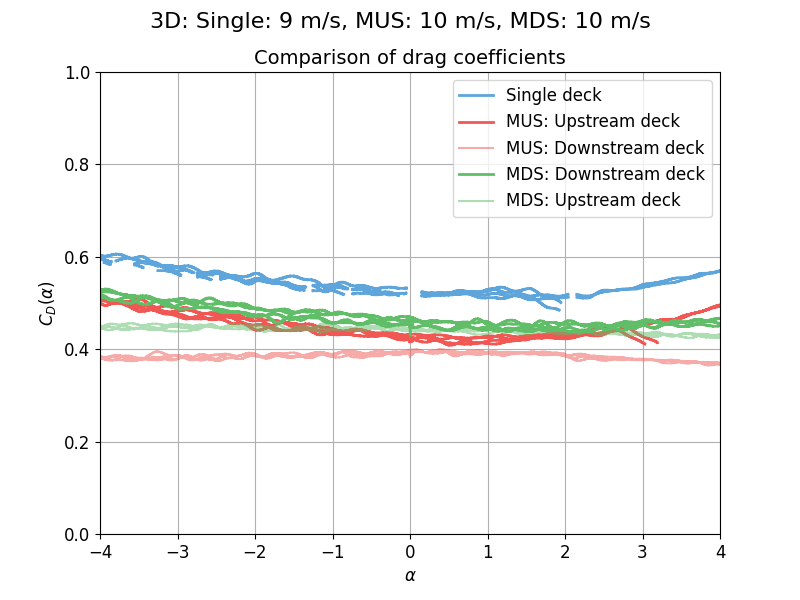 3D: Single: 9 m/s, MUS: 10 m/s, MDS: 10 m/s
Comparison of drag coefficients
Single deck
MUS: Upstream deck
MUS: Downstream deck
MDS: Downstream deck
MDS: Upstream deck
1.0
0.8
0.6
0.4
0.2
0.0
C_D(α)
−4 −3 −2 −1 0 1 2 3 4
α